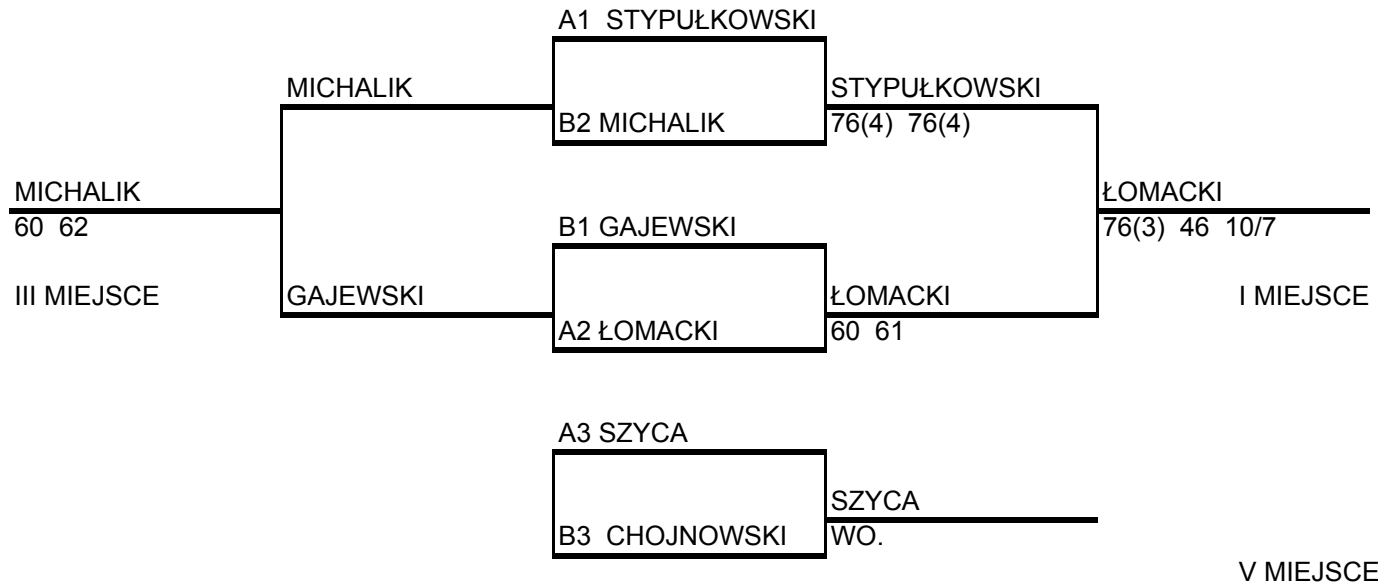 A1 STYPUŁKOWSKI
MICHALIK
STYPUŁKOWSKI
B2 MICHALIK
76(4) 76(4)
MICHALIK
ŁOMACKI
60 62
B1 GAJEWSKI
76(3) 46 10/7
III MIEJSCE
GAJEWSKI
ŁOMACKI
I MIEJSCE
A2 ŁOMACKI
60 61
A3 SZYCA
SZYCA
B3 CHOJNOWSKI
WO.
V MIEJSCE